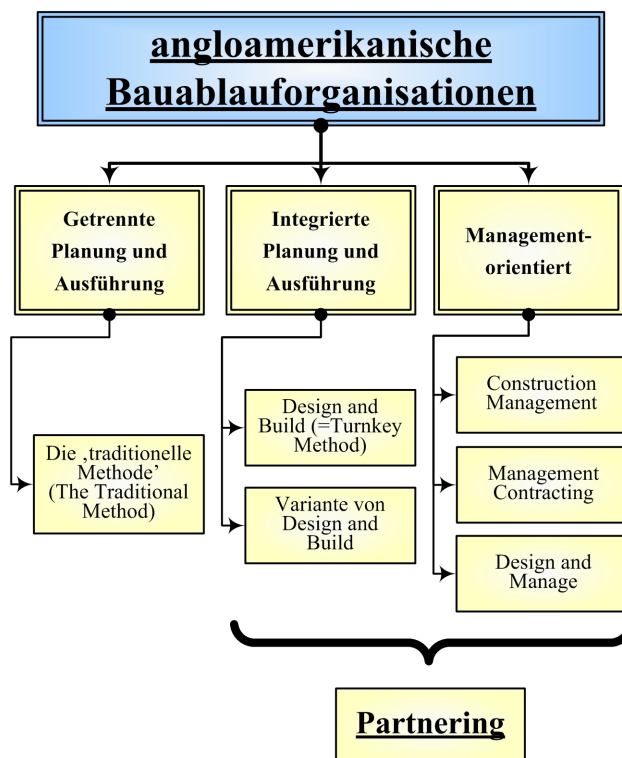 angloamerikanische
Bauablauforganisationen
Getrennte
Planung und
Ausführung
Integrierte
Planung und
Ausführung
Management-
orientiert
Die ‚traditionelle
Methode’
(The Traditional
Method)
Design and
Build (=Turnkey
Method)
Variante von
Design and
Build
Construction
Management
Management
Contracting
Design and
Manage
Partnering